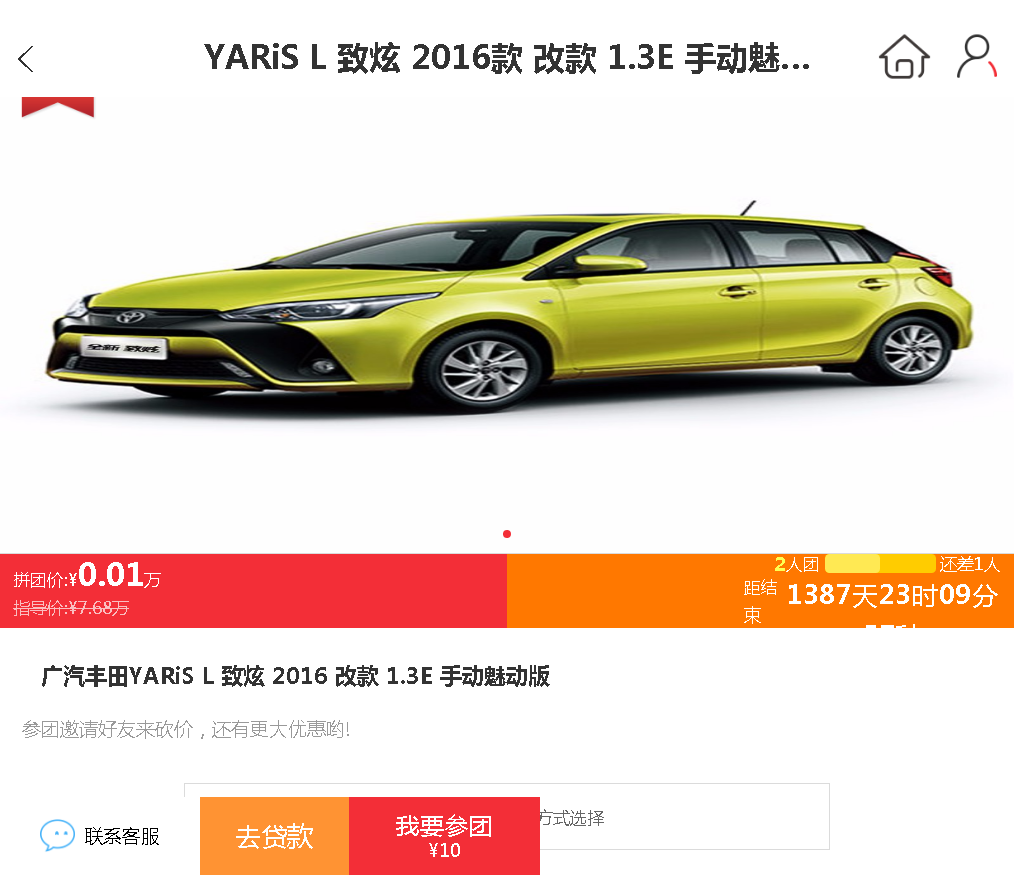 YARiS L 致炫 2016款 改款 1.3E 手动魅...
全新 致炫
拼团价:¥0.01万
指导价:¥7.68万
2人团 还差1人
距结束 1387天23时09分
广汽丰田YARiS L 致炫 2016 改款 1.3E 手动魅动版
参团邀请好友来砍价，还有更大优惠哟!
方式选择
联系客服
去贷款
我要参团
¥10